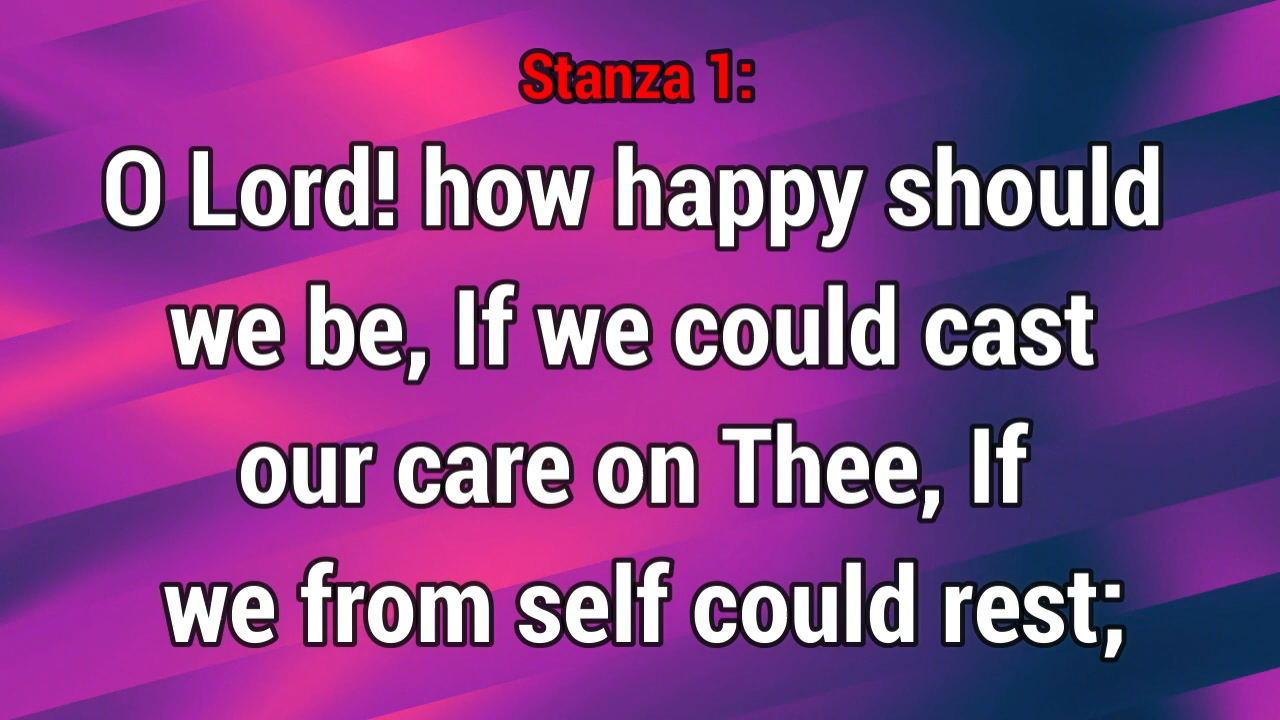 Stanza 1:
O Lord! how happy should
we be, If we could cast
our care on Thee, If
we from self could rest;